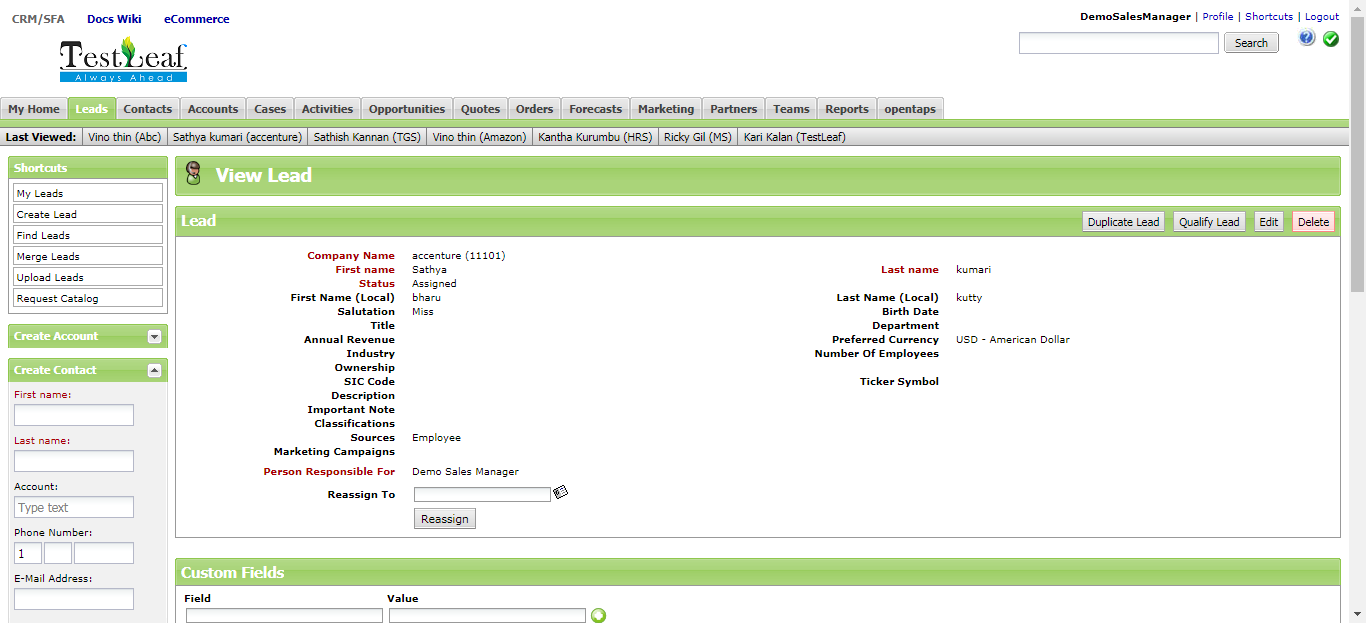 CRM/SFA Docs Wiki eCommerce
DemoSalesManager | Profile | Shortcuts | Logout
Search
TestLeaf
Always Ahead
My Home Leads Contacts Accounts Cases Activities Opportunities Quotes Orders Forecasts Marketing Partners Teams Reports opentaps
Last Viewed: Vino thin (Abc) Sathya kumari (accenture) Sathish Kannan (TGS) Vino thin (Amazon) Kantha Kurumbu (HRS) Ricky Gil (MS) Kari Kalan (TestLeaf)
Shortcuts
My Leads
Create Lead
Find Leads
Merge Leads
Upload Leads
Request Catalog
Create Account
Create Contact
First name:
Last name:
Account:
Type text
Phone Number:
1
E-Mail Address:
View Lead
Lead Duplicate Lead Qualify Lead Edit Delete
Company Name accenture (11101)
First name Sathya Last name kumari
Status Assigned
First Name (Local) bharu Last Name (Local) kutty
Salutation Miss Birth Date
Title Department
Annual Revenue Preferred Currency USD - American Dollar
Industry Number Of Employees
Ownership
SIC Code Ticker Symbol
Description
Important Note
Classifications
Sources Employee
Marketing Campaigns
Person Responsible For Demo Sales Manager
Reassign To
Reassign
Custom Fields
Field Value